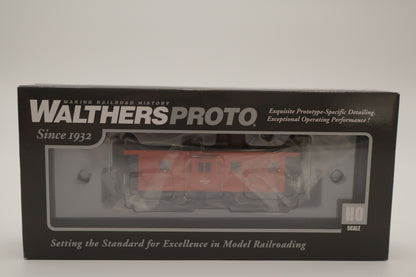 MAKING RAILROAD HISTORY
WALTHERSPROTO
Since 1932
Exquisite Prototype-Specific Detailing.
Exceptional Operating Performance!
HO
SCALE
Setting the Standard for Excellence in Model Railroading